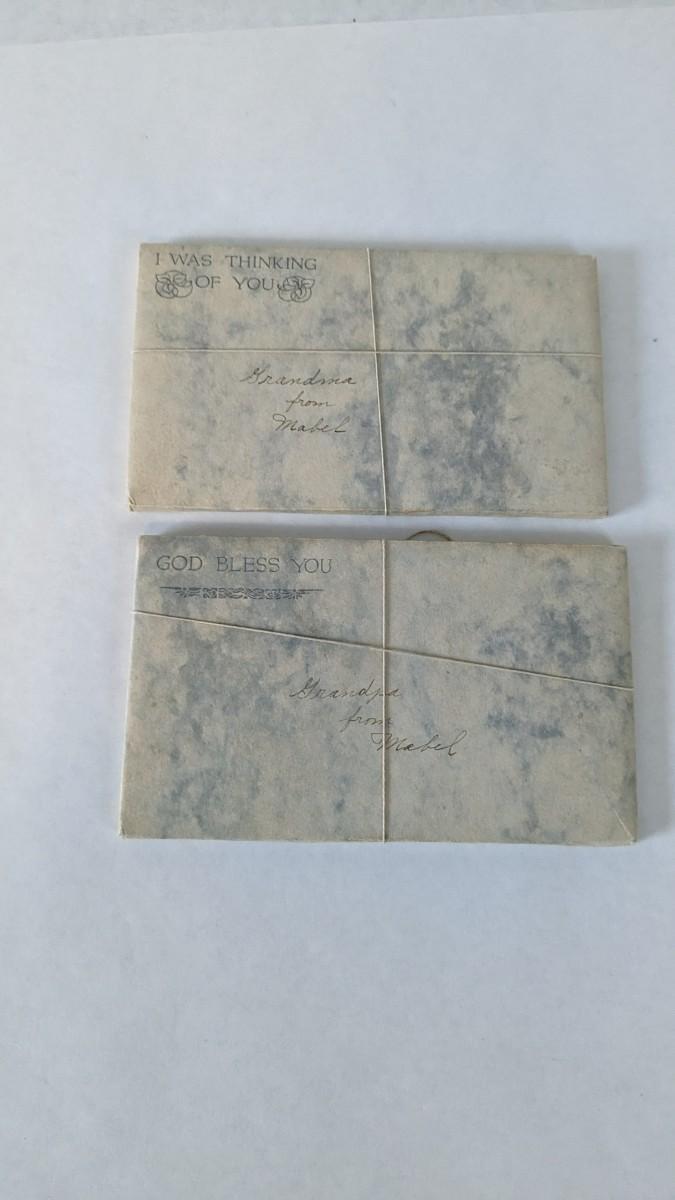 I WAS THINKING
OF YOU
Grandma
from
Mabel
GOD BLESS YOU
Grandpa
from
Mabel